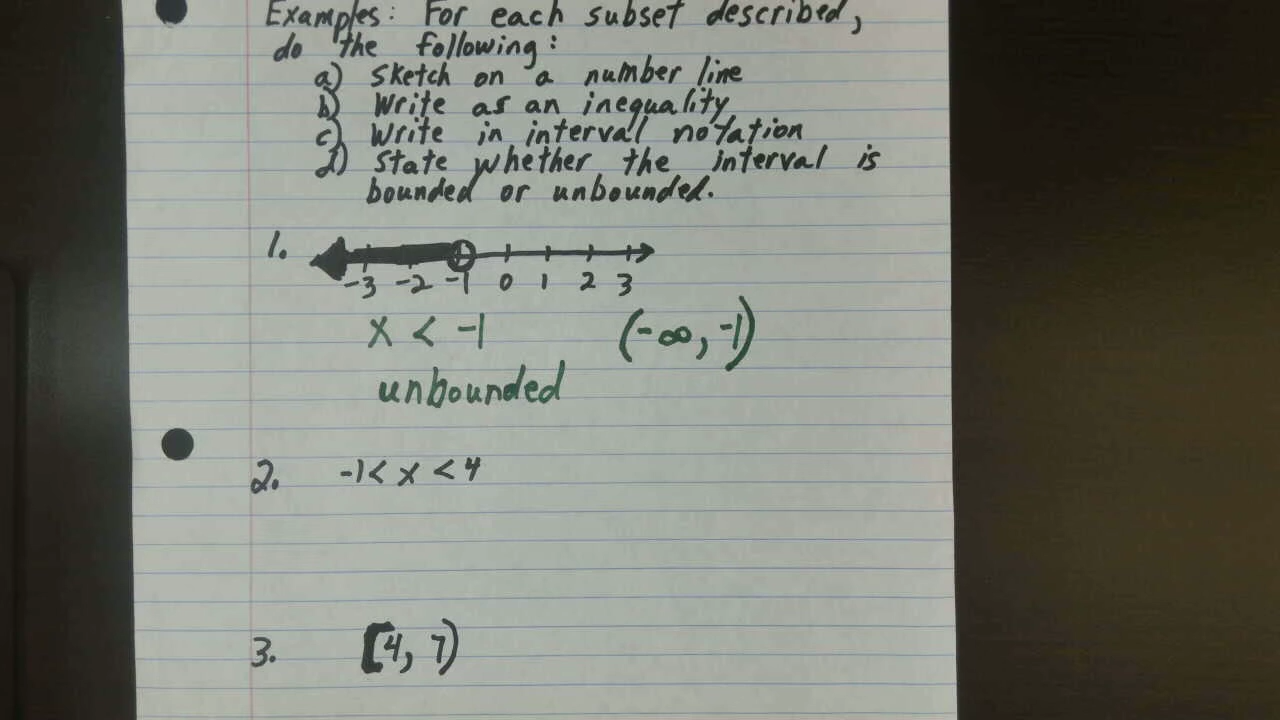 Examples: For each subset described,
do the following:
a) Sketch on a number line
b) Write as an inequality
c) Write in interval notation
d) State whether the interval is
bounded or unbounded.
1.
-3 -2 -1 0 1 2 3
x < -1 (-∞, -1)
unbounded
2. -1 < x < 4
3. [4, 7)